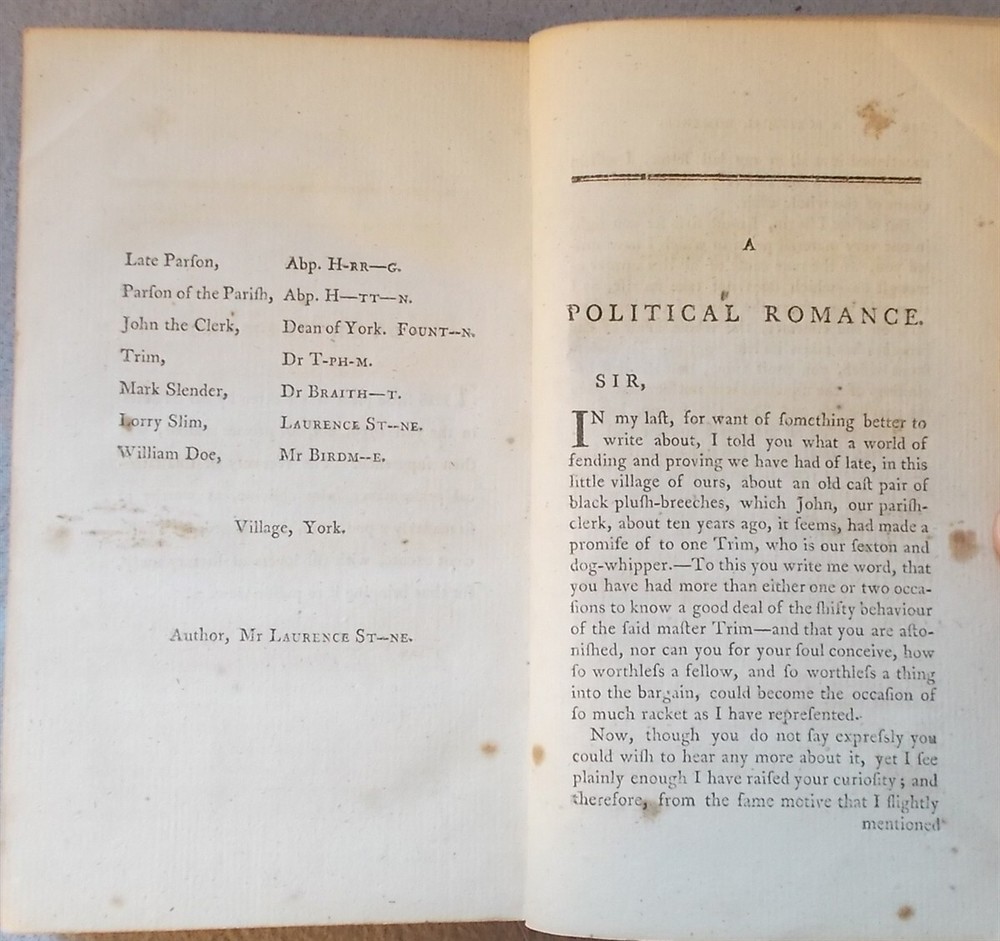 Late Parſon, Abp. H-RR—G.
Parſon of the Pariſh, Abp. H—TT—N.
John the Clerk, Dean of York. FOUNT--N.
Trim, Dr T-PH-M.
Mark Slender, Dr BRAITH—T.
Lorry Slim, LAURENCE ST--NE.
William Doe, Mr BIRDM--E.
Village, York.
Author, Mr LAURENCE ST--NE.
A
POLITICAL ROMANCE.
SIR,
IN my laſt, for want of ſomething better to
write about, I told you what a world of
fending and proving we have had of late, in this
little village of ours, about an old caſt pair of
black pluſh-breeches, which John, our pariſh-
clerk, about ten years ago, it ſeems, had made a
promiſe of to one Trim, who is our ſexton and
dog-whipper.—To this you write me word, that
you have had more than either one or two occa-
ſions to know a good deal of the ſhifty behaviour
of the ſaid maſter Trim—and that you are aſto-
niſhed, nor can you for your ſoul conceive, how
ſo worthleſs a fellow, and ſo worthleſs a thing
into the bargain, could become the occaſion of
ſo much racket as I have repreſented.
Now, though you do not ſay expreſsly you
could wiſh to hear any more about it, yet I ſee
plainly enough I have raiſed your curioſity; and
therefore, from the ſame motive that I ſlightly
mentioned